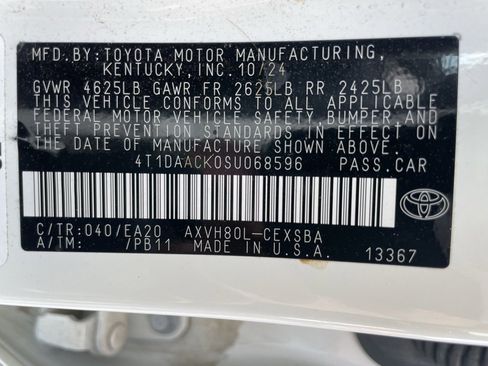 MFD.BY:TOYOTA MOTOR MANUFACTURING,
KENTUCKY,INC.10/24
GVWR 4625LB GAWR FR 2625LB RR 2425LB
THIS VEHICLE CONFORMS TO ALL APPLICABLE
FEDERAL MOTOR VEHICLE SAFETY,BUMPER AND
THEFT PREVENTION STANDARDS IN EFFECT ON
THE DATE OF MANUFACTURE SHOWN ABOVE.
4T1DAACK0SU068596 PASS.CAR
C/TR:040/EA20 AXVH80L-CEXSBA
A/TM: /PB11 MADE IN U.S.A. 13367